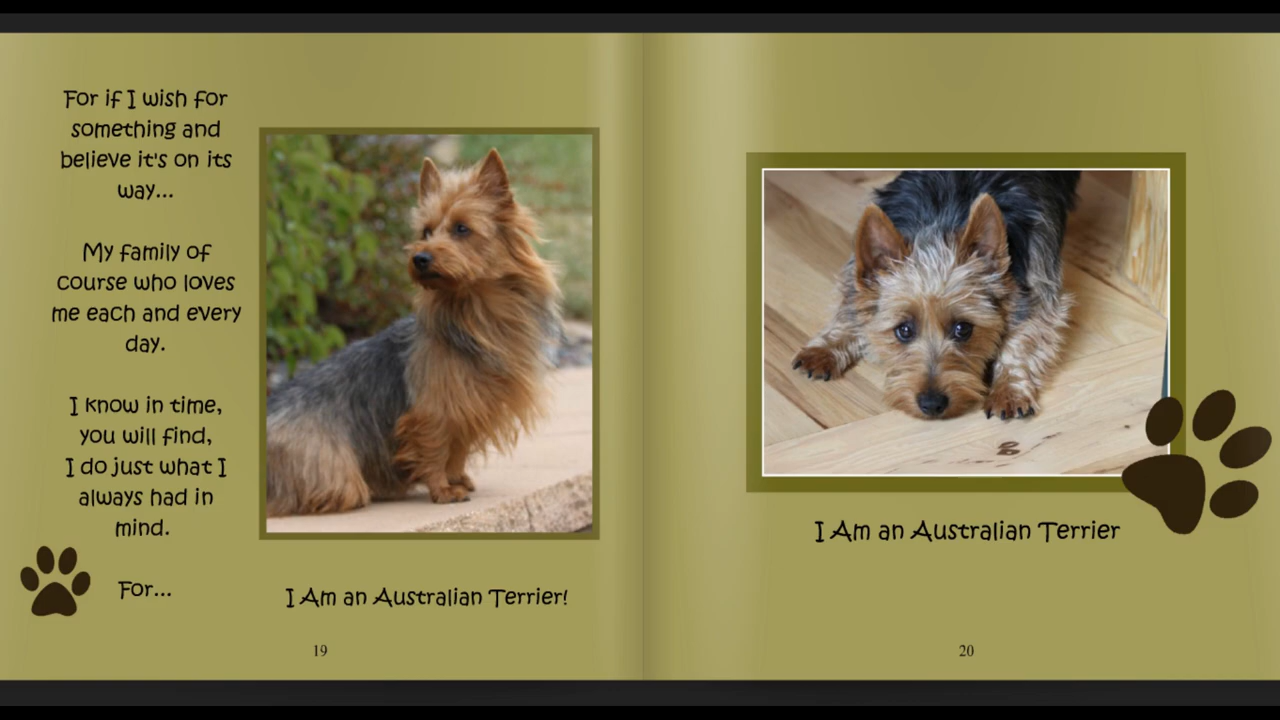 For if I wish for
something and
believe it's on its
way...
My family of
course who loves
me each and every
day.
I know in time,
you will find,
I do just what I
always had in
mind.
For...
I Am an Australian Terrier!
19
I Am an Australian Terrier
20